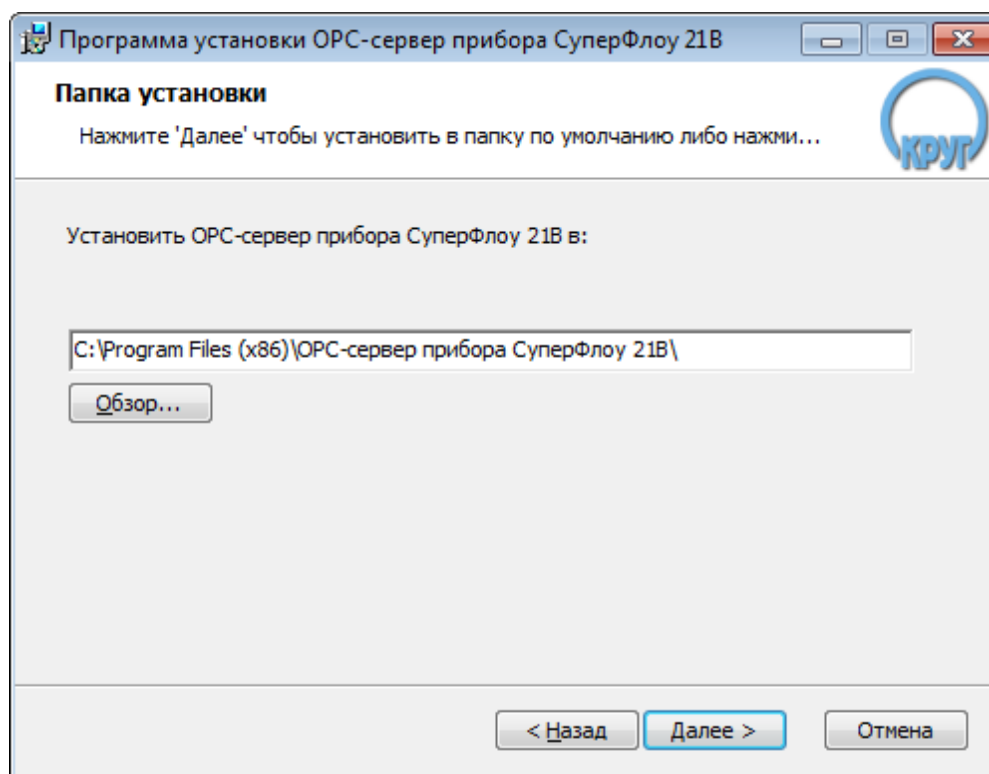 Программа установки OPC-сервер прибора СуперФлоу 21В
Папка установки
Нажмите 'Далее' чтобы установить в папку по умолчанию либо нажми...
КРУГ
Установить OPC-сервер прибора СуперФлоу 21В в:
C:\Program Files (x86)\OPC-сервер прибора СуперФлоу 21В\
Обзор...
< Назад
Далее >
Отмена